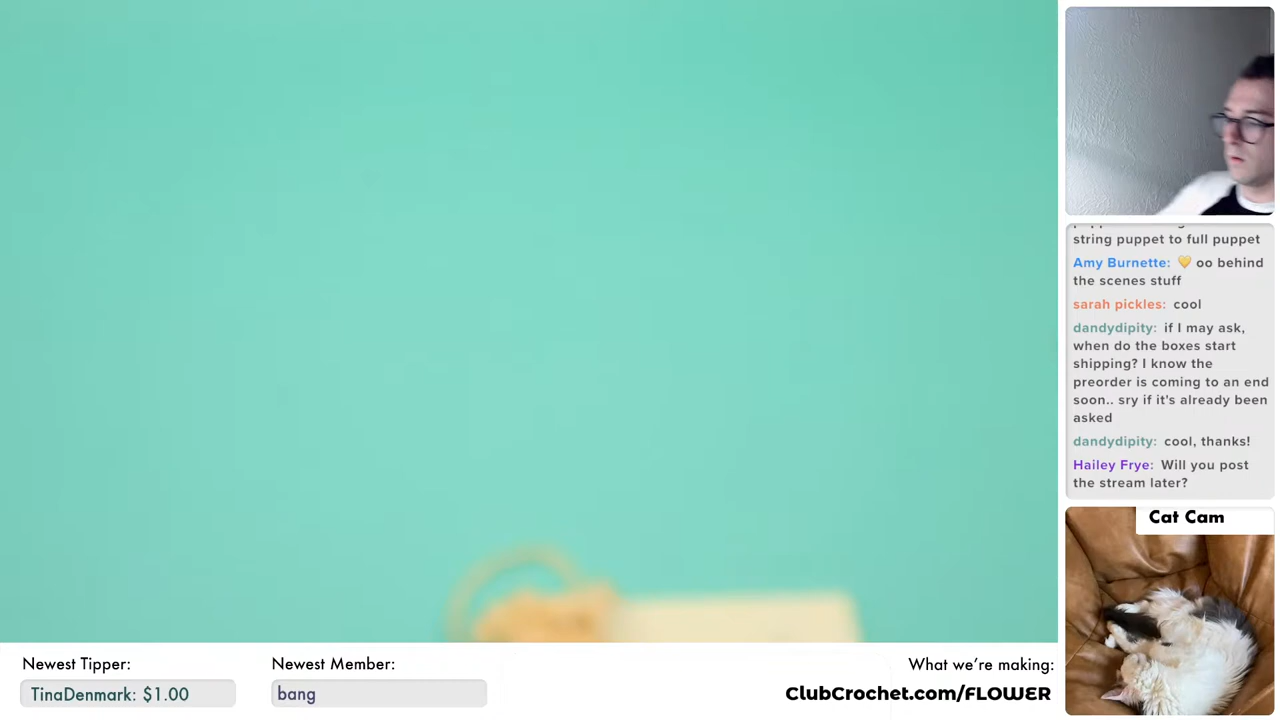 string puppet to full puppet
Amy Burnette: 💛 oo behind
the scenes stuff
sarah pickles: cool
dandydipity: if I may ask,
when do the boxes start
shipping? I know the
preorder is coming to an end
soon.. sry if it's already been
asked
dandydipity: cool, thanks!
Hailey Frye: Will you post
the stream later?
Cat Cam
Newest Tipper:
TinaDenmark: $1.00
Newest Member:
bang
What we're making:
ClubCrochet.com/FLOWER